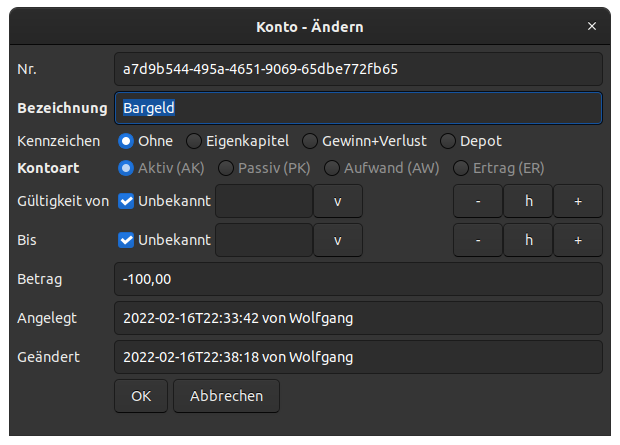 Konto - Ändern ×
Nr. a7d9b544-495a-4651-9069-65dbe772fb65
Bezeichnung Bargeld
Kennzeichen Ohne Eigenkapitel Gewinn+Verlust Depot
Kontoart Aktiv (AK) Passiv (PK) Aufwand (AW) Ertrag (ER)
Gültigkeit von Unbekannt v - h +
Bis Unbekannt v - h +
Betrag -100,00
Angelegt 2022-02-16T22:33:42 von Wolfgang
Geändert 2022-02-16T22:38:18 von Wolfgang
OK Abbrechen